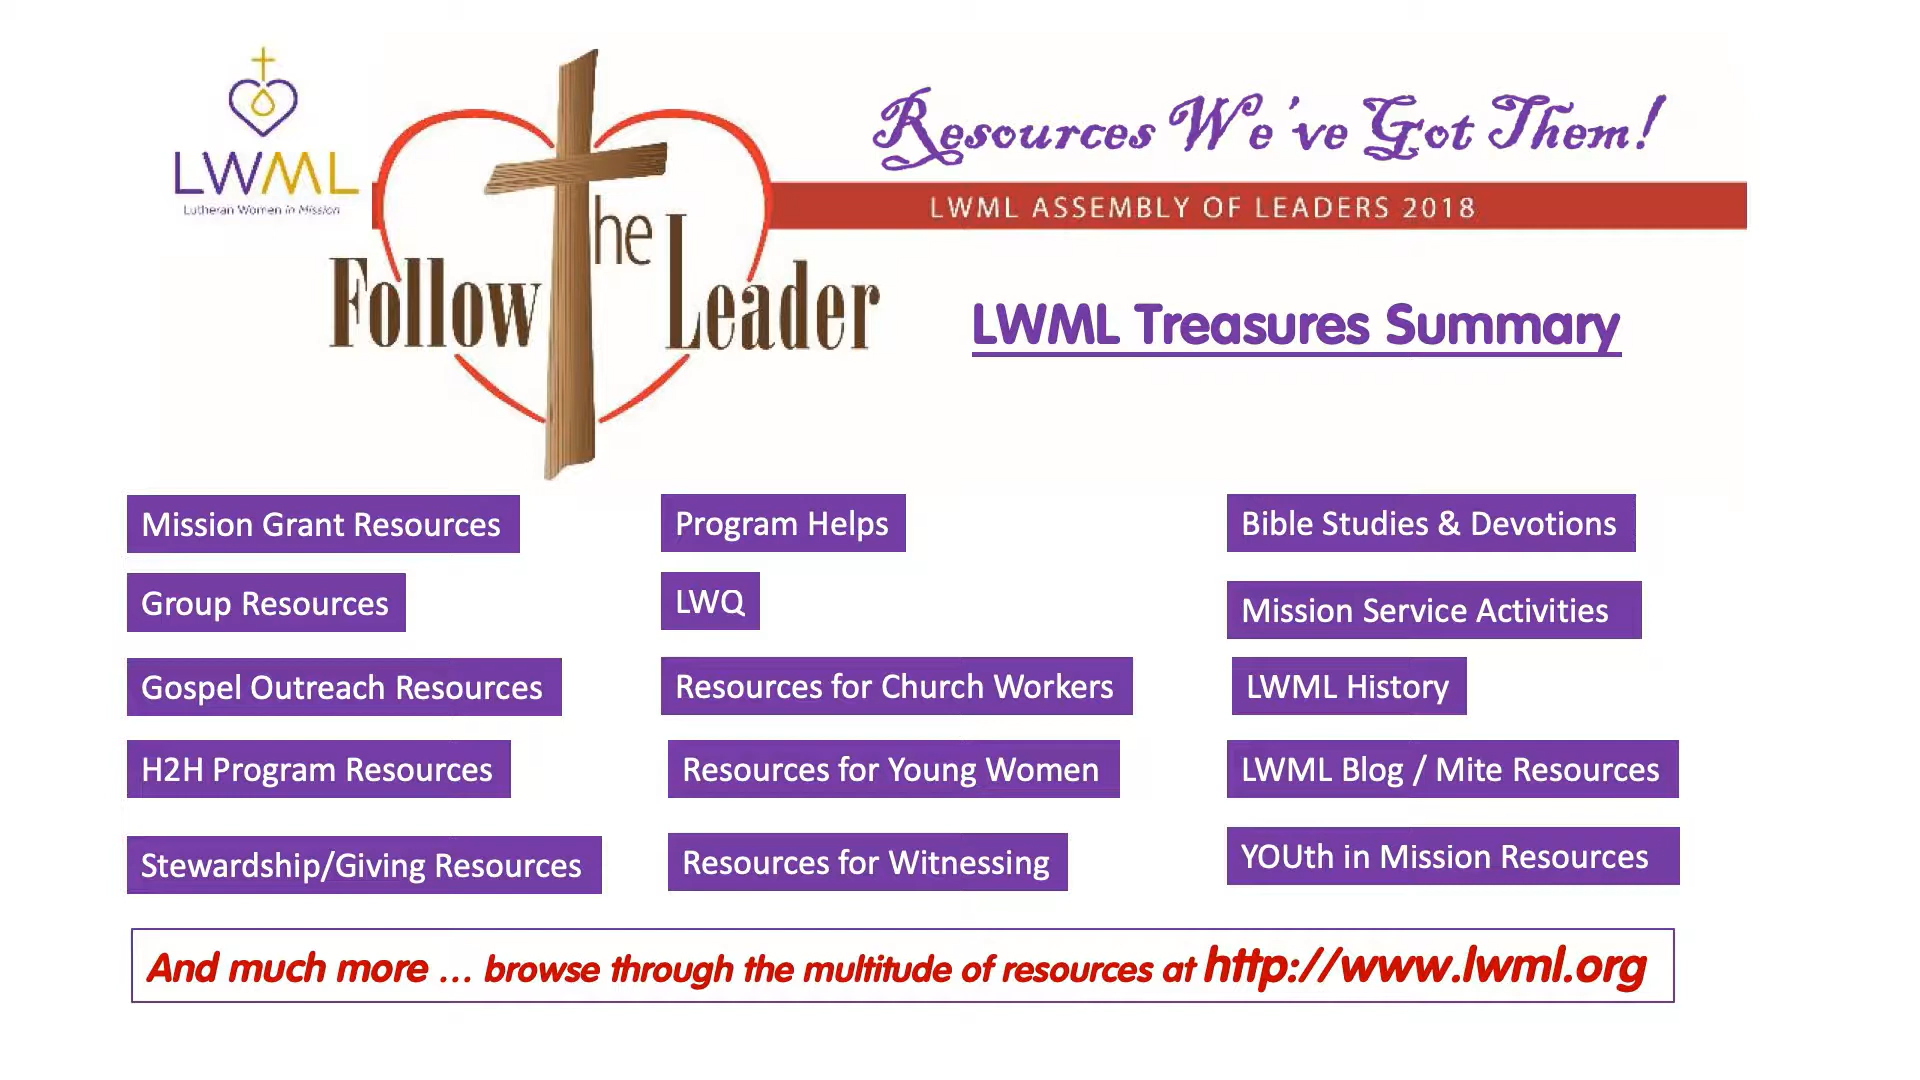 LWML
Lutheran Women in Mission
Resources We've Got Them!
LWML ASSEMBLY OF LEADERS 2018
Follow The Leader
LWML Treasures Summary
Mission Grant Resources
Group Resources
Gospel Outreach Resources
H2H Program Resources
Stewardship/Giving Resources
Program Helps
LWQ
Resources for Church Workers
Resources for Young Women
Resources for Witnessing
Bible Studies & Devotions
Mission Service Activities
LWML History
LWML Blog / Mite Resources
YOUth in Mission Resources
And much more ... browse through the multitude of resources at http://www.lwml.org